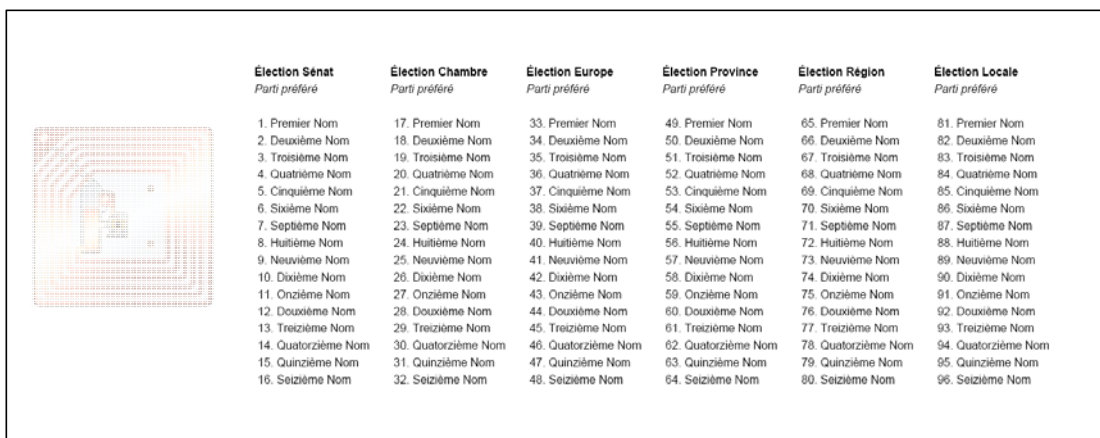 Élection Sénat
Parti préféré
1. Premier Nom
2. Deuxième Nom
3. Troisième Nom
4. Quatrième Nom
5. Cinquième Nom
6. Sixième Nom
7. Septième Nom
8. Huitième Nom
9. Neuvième Nom
10. Dixième Nom
11. Onzième Nom
12. Douxième Nom
13. Treizième Nom
14. Quatorzième Nom
15. Quinzième Nom
16. Seizième Nom
Élection Chambre
Parti préféré
17. Premier Nom
18. Deuxième Nom
19. Troisième Nom
20. Quatrième Nom
21. Cinquième Nom
22. Sixième Nom
23. Septième Nom
24. Huitième Nom
25. Neuvième Nom
26. Dixième Nom
27. Onzième Nom
28. Douxième Nom
29. Treizième Nom
30. Quatorzième Nom
31. Quinzième Nom
32. Seizième Nom
Élection Europe
Parti préféré
33. Premier Nom
34. Deuxième Nom
35. Troisième Nom
36. Quatrième Nom
37. Cinquième Nom
38. Sixième Nom
39. Septième Nom
40. Huitième Nom
41. Neuvième Nom
42. Dixième Nom
43. Onzième Nom
44. Douxième Nom
45. Treizième Nom
46. Quatorzième Nom
47. Quinzième Nom
48. Seizième Nom
Élection Province
Parti préféré
49. Premier Nom
50. Deuxième Nom
51. Troisième Nom
52. Quatrième Nom
53. Cinquième Nom
54. Sixième Nom
55. Septième Nom
56. Huitième Nom
57. Neuvième Nom
58. Dixième Nom
59. Onzième Nom
60. Douxième Nom
61. Treizième Nom
62. Quatorzième Nom
63. Quinzième Nom
64. Seizième Nom
Élection Région
Parti préféré
65. Premier Nom
66. Deuxième Nom
67. Troisième Nom
68. Quatrième Nom
69. Cinquième Nom
70. Sixième Nom
71. Septième Nom
72. Huitième Nom
73. Neuvième Nom
74. Dixième Nom
75. Onzième Nom
76. Douxième Nom
77. Treizième Nom
78. Quatorzième Nom
79. Quinzième Nom
80. Seizième Nom
Élection Locale
Parti préféré
81. Premier Nom
82. Deuxième Nom
83. Troisième Nom
84. Quatrième Nom
85. Cinquième Nom
86. Sixième Nom
87. Septième Nom
88. Huitième Nom
89. Neuvième Nom
90. Dixième Nom
91. Onzième Nom
92. Douxième Nom
93. Treizième Nom
94. Quatorzième Nom
95. Quinzième Nom
96. Seizième Nom